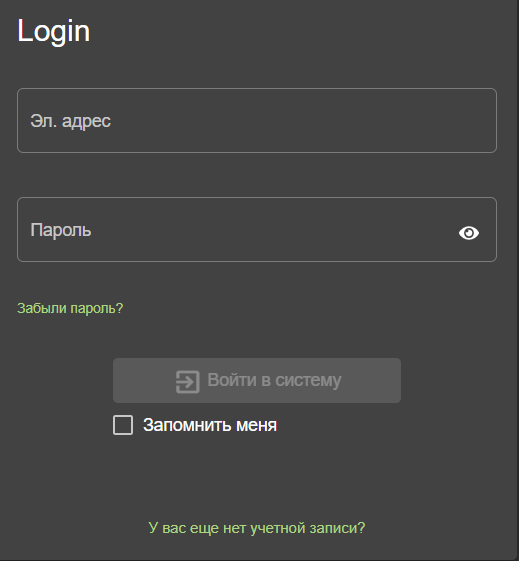 Login
Эл. адрес
Пароль
Забыли пароль?
Войти в систему
Запомнить меня
У вас еще нет учетной записи?